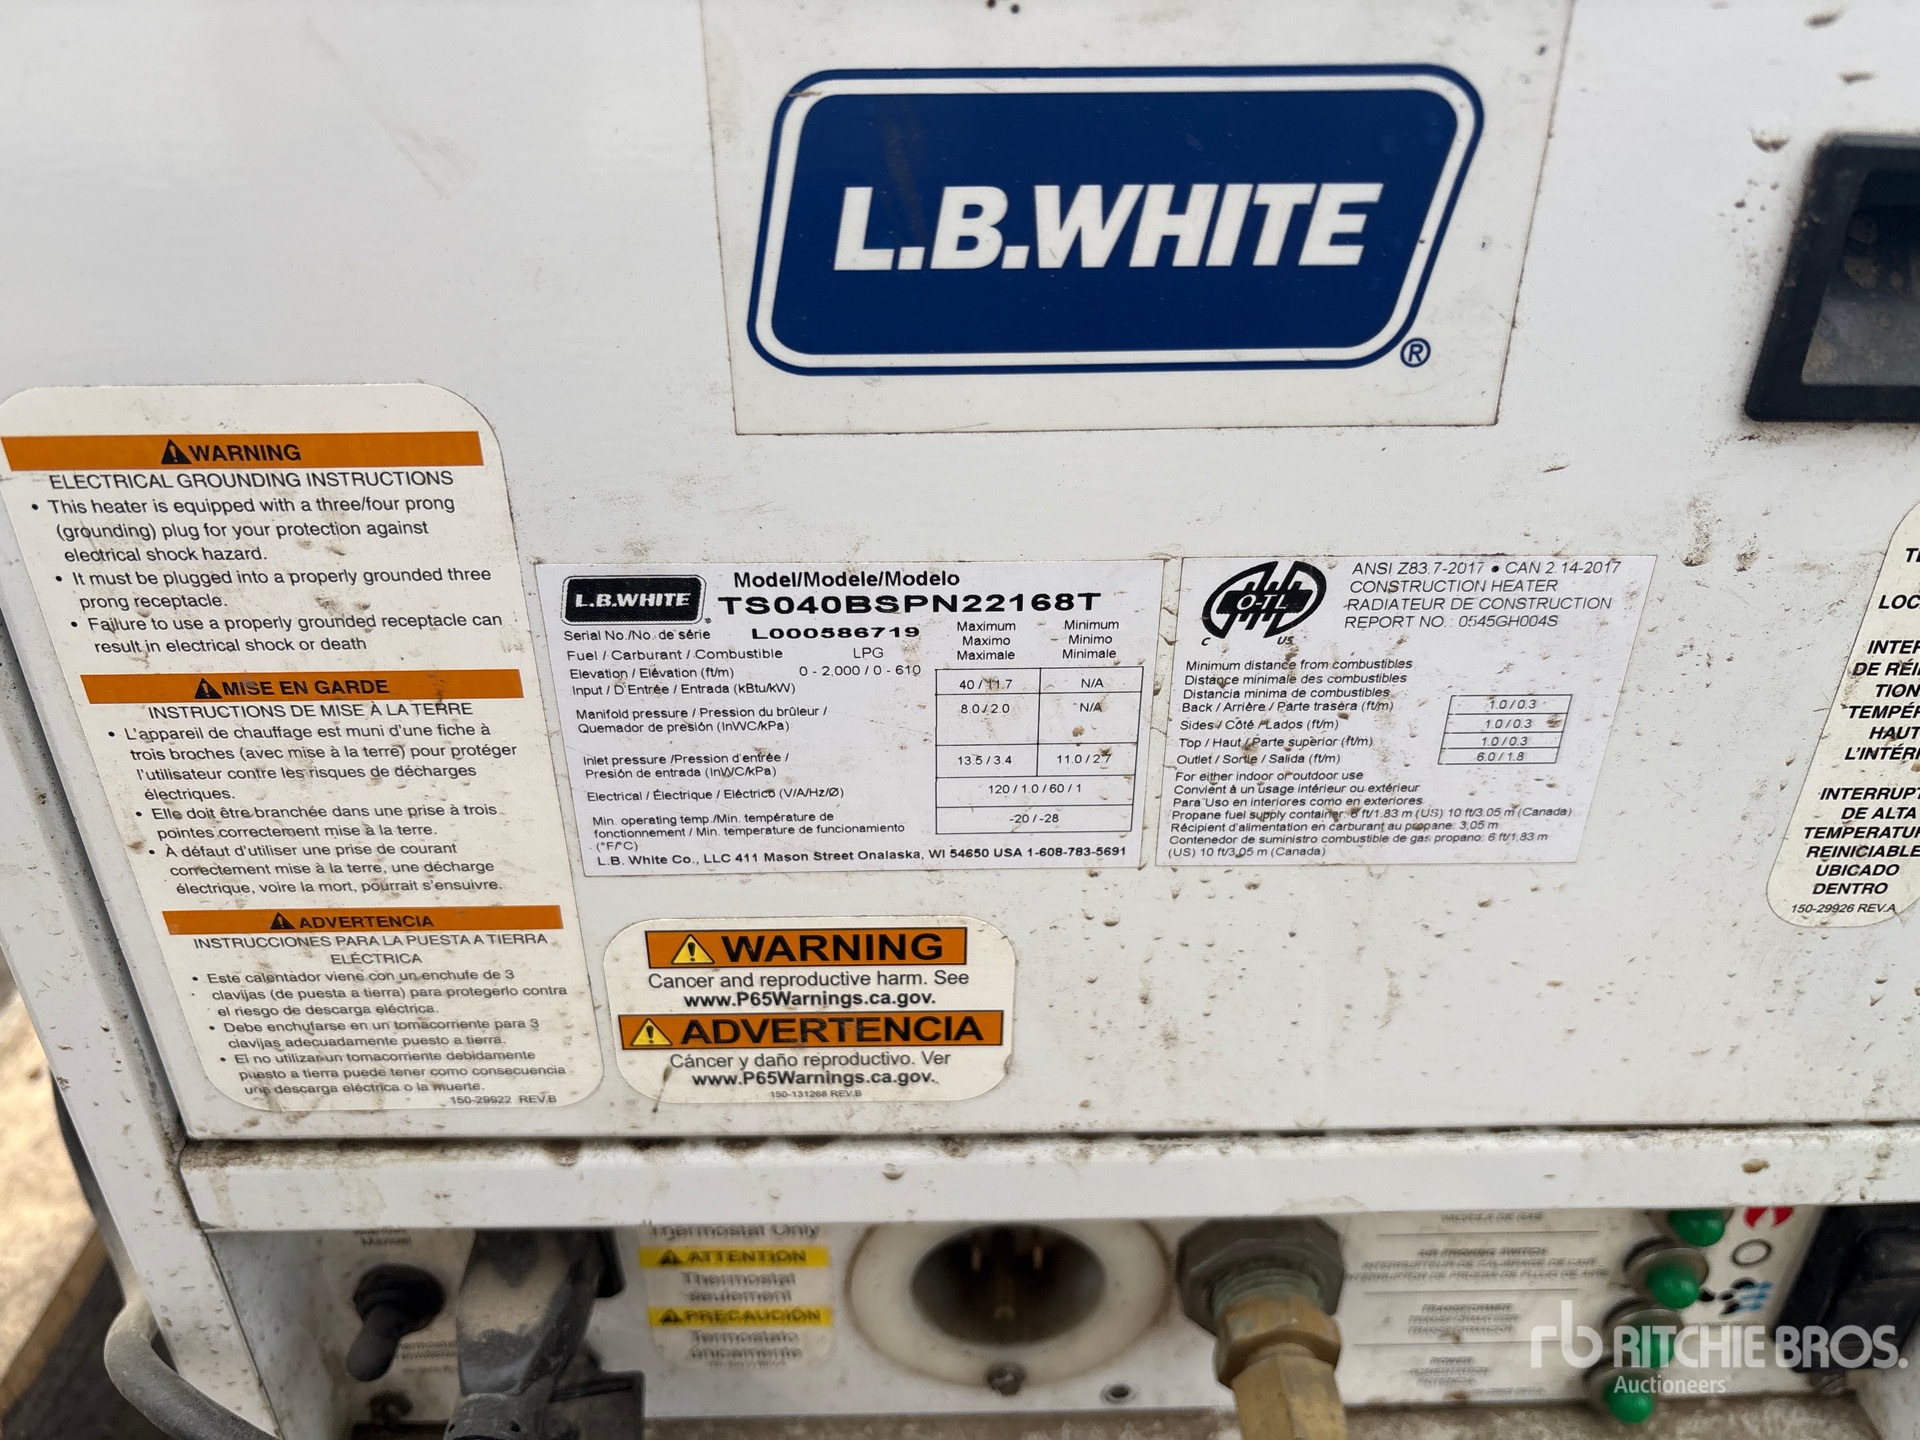 L.B.WHITE
®
WARNING
ELECTRICAL GROUNDING INSTRUCTIONS
• This heater is equipped with a three/four prong
(grounding) plug for your protection against
electrical shock hazard.
• It must be plugged into a properly grounded three
prong receptacle.
• Failure to use a properly grounded receptacle can
result in electrical shock or death
MISE EN GARDE
INSTRUCTIONS DE MISE À LA TERRE
• L'appareil de chauffage est muni d'une fiche à
trois broches (avec mise à la terre) pour protéger
l'utilisateur contre les risques de décharges
électriques.
• Elle doit être branchée dans une prise à trois
pointes correctement mise à la terre.
• À défaut d'utiliser une prise de courant
correctement mise à la terre, une décharge
électrique, voire la mort, pourrait s'ensuivre.
ADVERTENCIA
INSTRUCCIONES PARA LA PUESTA A TIERRA
ELÉCTRICA
• Este calentador viene con un enchufe de 3
clavijas (de puesta a tierra) para protegerlo contra
el riesgo de descarga eléctrica.
• Debe enchufarse en un tomacorriente para 3
clavijas adecuadamente puesto a tierra.
• El no utilizar un tomacorriente debidamente
puesto a tierra puede tener como consecuencia
una descarga eléctrica o la muerte.
150-29922 REV.B
L.B.WHITE®
Model/Modele/Modelo
TS040BSPN22168T
Serial No./No. de série L000586719
Maximum Minimum
Maximo Minimo
Maximale Minimale
Fuel / Carburant / Combustible LPG
Elevation / Elévation (ft/m) 0 - 2,000 / 0 - 610
Input / D'Entrée / Entrada (kBtu/kW) 40 / 11.7 N/A
Manifold pressure / Pression du brûleur / 8.0 / 2.0 N/A
Quemador de presión (InWC/kPa)
Inlet pressure /Pression d'entrée / 13.5 / 3.4 11.0 / 2.7
Presión de entrada (InWC/kPa)
Electrical / Électrique / Eléctrico (V/A/Hz/Ø) 120 / 1.0 / 60 / 1
Min. operating temp./Min. température de -20 / -28
fonctionnement / Min. temperature de funcionamiento
(°F/°C)
L.B. White Co., LLC 411 Mason Street Onalaska, WI 54650 USA 1-608-783-5691
O-TL
C US
ANSI Z83.7-2017 • CAN 2.14-2017
CONSTRUCTION HEATER
RADIATEUR DE CONSTRUCTION
REPORT NO.: 0545GH004S
Minimum distance from combustibles
Distance minimale des combustibles
Distancia minima de combustibles
Back / Arrière / Parte trasera (ft/m) 1.0 / 0.3
Sides / Côté / Lados (ft/m) 1.0 / 0.3
Top / Haut / Parte superior (ft/m) 1.0 / 0.3
Outlet / Sortie / Salida (ft/m) 6.0 / 1.8
For either indoor or outdoor use
Convient à un usage intérieur ou extérieur
Para Uso en interiores como en exteriores
Propane fuel supply container: 6 ft/1.83 m (US) 10 ft/3.05 m (Canada)
Récipient d'alimentation en carburant au propane: 3,05 m
Contenedor de suministro combustible de gas propano: 6 ft/1,83 m
(US) 10 ft/3,05 m (Canada)
WARNING
Cancer and reproductive harm. See
www.P65Warnings.ca.gov.
ADVERTENCIA
Cáncer y daño reproductivo. Ver
www.P65Warnings.ca.gov.
150-131268 REV.B
LOC
INTER
DE RÉI
TION
TEMPÉR
HAUT
L'INTÉRI
INTERRUPT
DE ALTA
TEMPERATUR
REINICIABLE
UBICADO
DENTRO
150-29926 REV.A
Manual
Thermostat Only
ATTENTION
Thermostat
seulement
PRECAUCIÓN
Termostato
únicamente
AIR PROVING SWITCH
TRANSFORMER
rb RITCHIE BROS.
Auctioneers